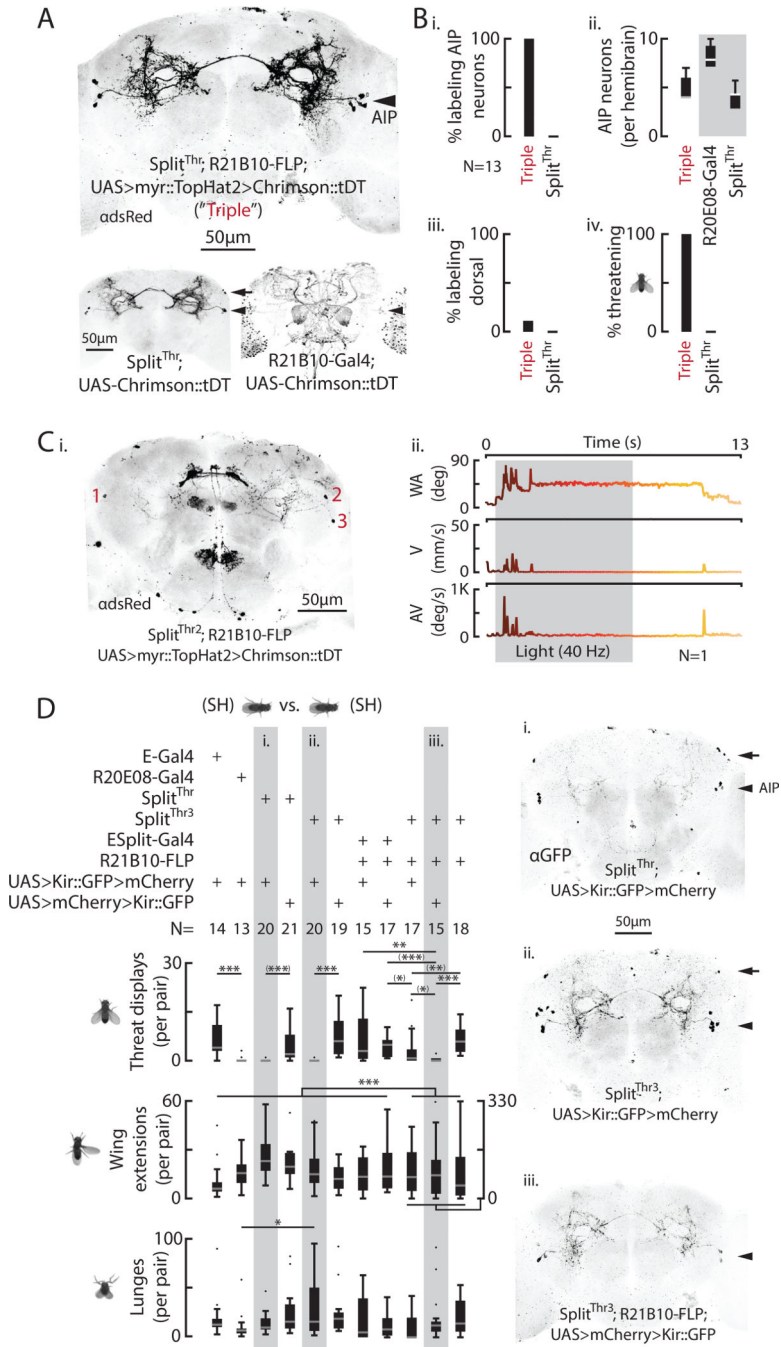 A
AIP
Split^Thr; R21B10-FLP;
UAS>myr::TopHat2>Chrimson::tDT
("Triple")
αdsRed
50μm
50μm
Split^Thr;
UAS-Chrimson::tDT
R21B10-Gal4;
UAS-Chrimson::tDT
B
i.
% labeling AIP
neurons
100
0
N=13
Triple
Split^Thr
ii.
AIP neurons
(per hemibrain)
10
0
Triple
R20E08-Gal4
Split^Thr
iii.
% labeling
dorsal
100
0
Triple
Split^Thr
iv.
% threatening
100
0
Triple
Split^Thr
C
i.
1
2
3
αdsRed
50μm
Split^Thr2; R21B10-FLP
UAS>myr::TopHat2>Chrimson::tDT
ii.
0 Time (s) 13
WA
(deg)
90
0
V
(mm/s)
50
0
AV
(deg/s)
1K
0
Light (40 Hz)
N=1
D
(SH) vs. (SH)
i. ii. iii.
E-Gal4 +
R20E08-Gal4 +
Split^Thr + +
Split^Thr3 + + + + +
ESplit-Gal4 + +
R21B10-FLP + + + + +
UAS>Kir::GFP>mCherry + + + + + +
UAS>mCherry>Kir::GFP + + + +
N= 14 13 20 21 20 19 15 17 17 15 18
Threat displays
(per pair)
30
0
*** (***) *** ** (***) (*) (**) (*) ***
Wing
extensions
(per pair)
60
0
***
330
0
Lunges
(per pair)
100
0
*
i.
AIP
αGFP
Split^Thr;
UAS>Kir::GFP>mCherry
50μm
ii.
Split^Thr3;
UAS>Kir::GFP>mCherry
iii.
Split^Thr3; R21B10-FLP;
UAS>mCherry>Kir::GFP